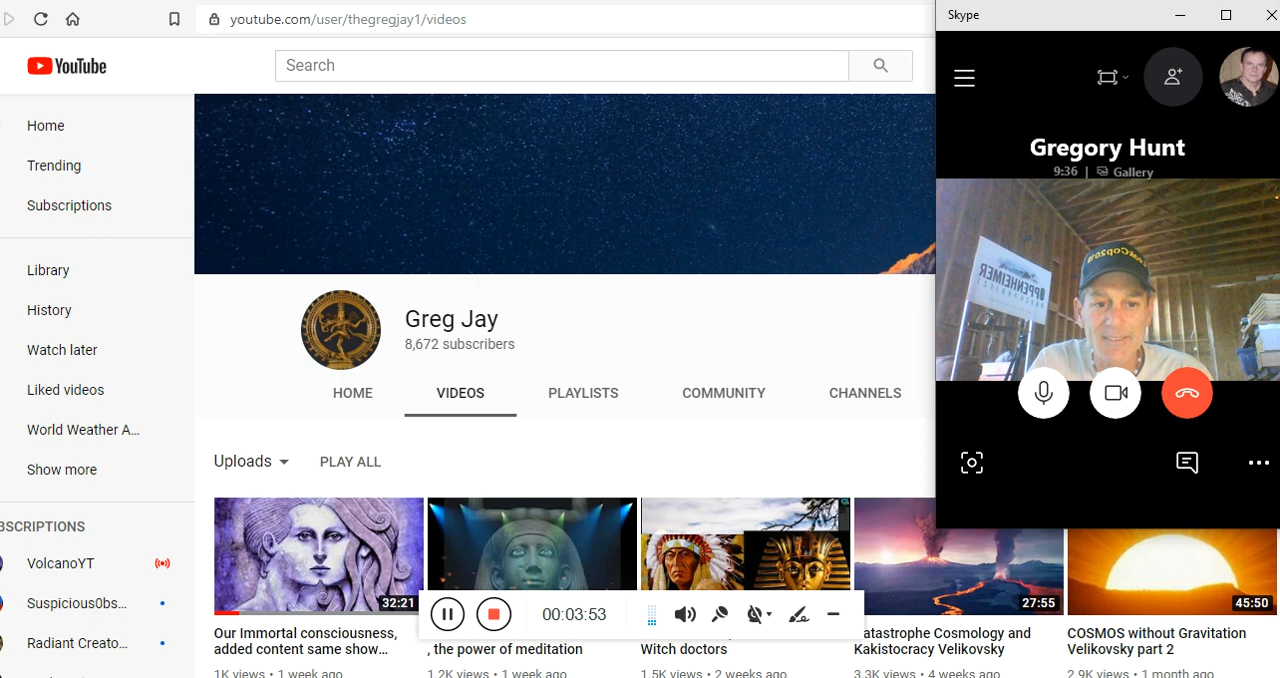 youtube.com/user/thegregjay1/videos
Skype
YouTube
Search
Home
Trending
Subscriptions
Library
History
Watch later
Liked videos
World Weather A...
Show more
BSCRIPTIONS
VolcanoYT
SuspiciousObs...
Radiant Creato...
Gregory Hunt
9:36 | Gallery
OPPENHEIMER
Greg Jay
8,672 subscribers
HOME
VIDEOS
PLAYLISTS
COMMUNITY
CHANNELS
Uploads
PLAY ALL
32:21
27:55
45:50
00:03:53
Our Immortal consciousness,
added content same show...
1K views • 1 week ago
, the power of meditation
1.2K views • 1 week ago
Witch doctors
1.5K views • 2 weeks ago
Catastrophe Cosmology and
Kakistocracy Velikovsky
3.3K views • 4 weeks ago
COSMOS without Gravitation
Velikovsky part 2
2.9K views • 1 month ago